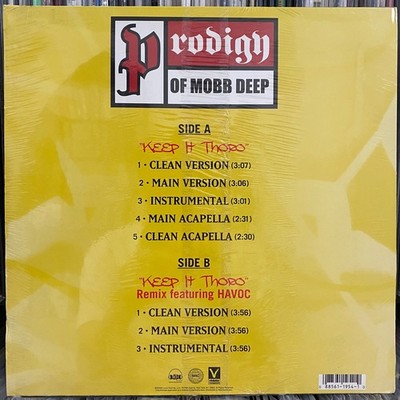 Prodigy
OF MOBB DEEP
SIDE A
"KEEP IT THORO"
1 • CLEAN VERSION (3:07)
2 • MAIN VERSION (3:06)
3 • INSTRUMENTAL (3:01)
4 • MAIN ACAPELLA (2:31)
5 • CLEAN ACAPELLA (2:30)
SIDE B
"KEEP IT THORO"
Remix featuring HAVOC
1 • CLEAN VERSION (3:56)
2 • MAIN VERSION (3:56)
3 • INSTRUMENTAL (3:56)